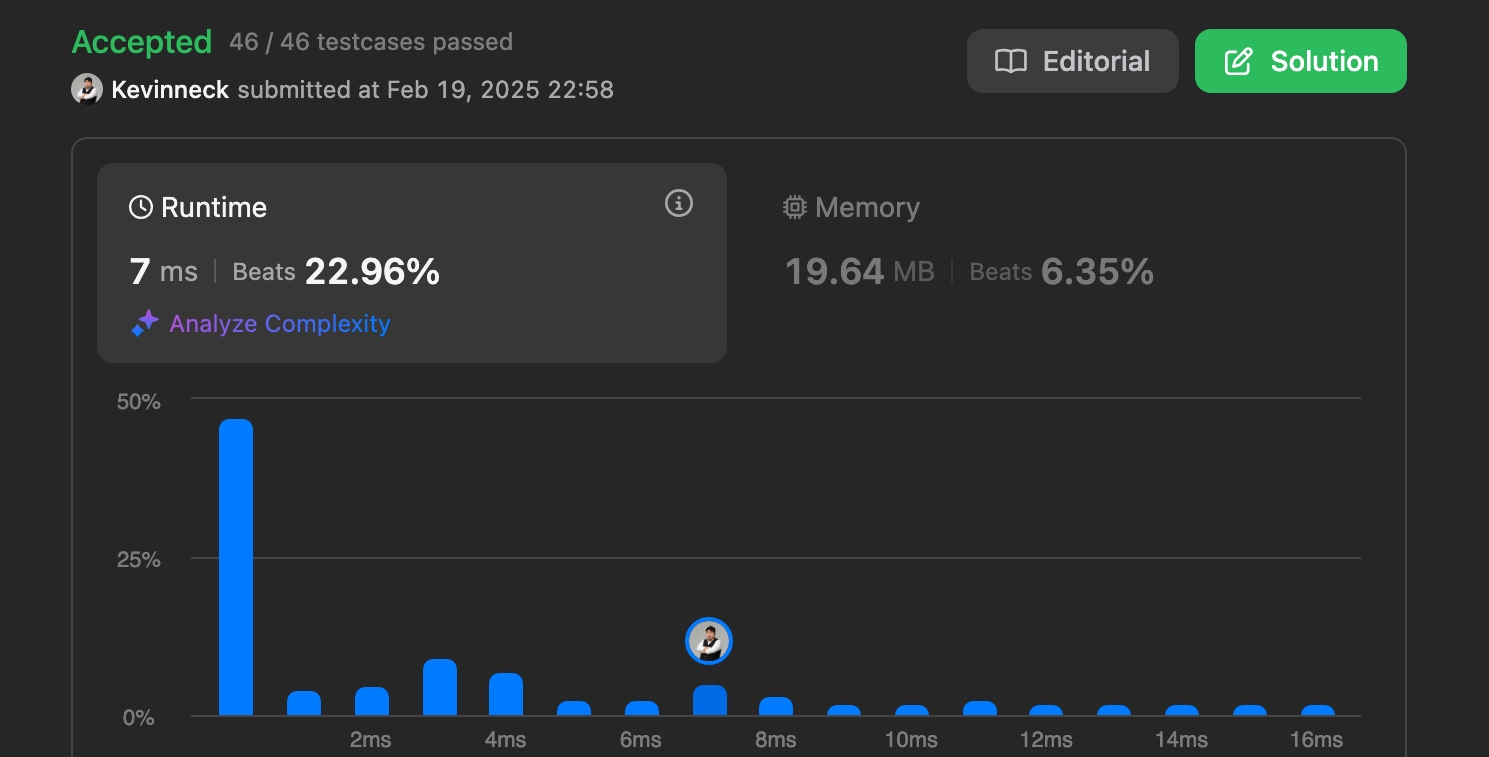 Accepted 46 / 46 testcases passed
Kevinneck submitted at Feb 19, 2025 22:58
Editorial
Solution
Runtime
7 ms | Beats 22.96%
Analyze Complexity
Memory
19.64 MB | Beats 6.35%
50%
25%
0%
2ms 4ms 6ms 8ms 10ms 12ms 14ms 16ms